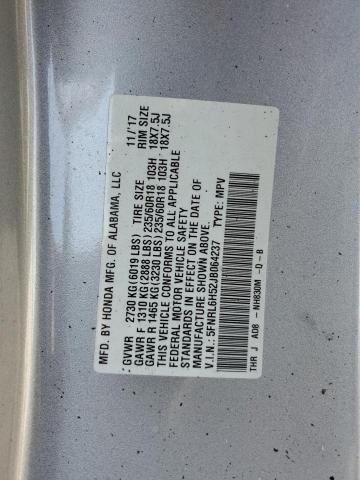 MFD. BY HONDA MFG. OF ALABAMA, LLC 11/'17
GVWR 2730 KG(6019 LBS) TIRE SIZE RIM SIZE
GAWR F 1310 KG(2888 LBS)235/60R18 103H 18X7.5J
GAWR R 1465 KG(3230 LBS)235/60R18 103H 18X7.5J
THIS VEHICLE CONFORMS TO ALL APPLICABLE
FEDERAL MOTOR VEHICLE SAFETY
STANDARDS IN EFFECT ON THE DATE OF
MANUFACTURE SHOWN ABOVE.
V.I.N.: 5FNRL6H52JB064237 TYPE: MPV
THR J A08 -NH830M -Q-B